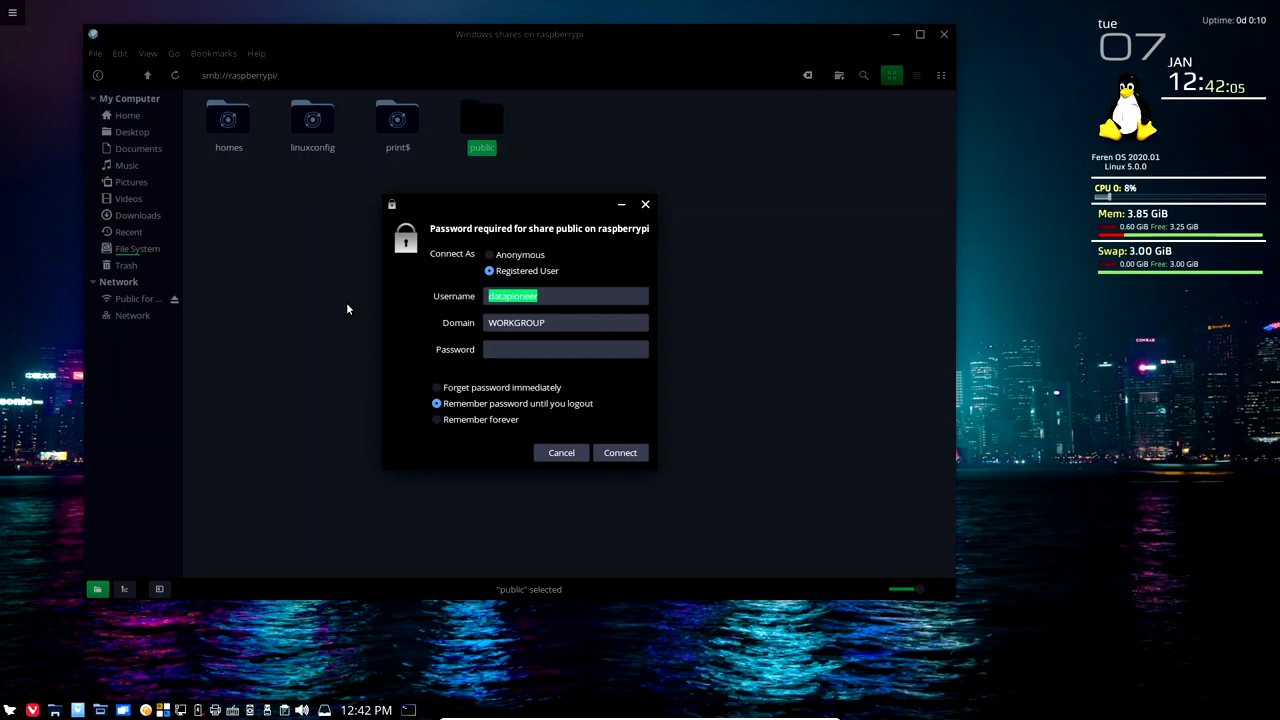 Windows shares on raspberrypi
File Edit View Go Bookmarks Help
smb://raspberrypi/
My Computer
Home
Desktop
Documents
Music
Pictures
Videos
Downloads
Recent
File System
Trash
Network
Public for ...
Network
homes
linuxconfig
print$
public
Password required for share public on raspberrypi
Connect As
Anonymous
Registered User
Username datapioneer
Domain WORKGROUP
Password
Forget password immediately
Remember password until you logout
Remember forever
Cancel Connect
"public" selected
Uptime: 0d 0:10
tue
07
JAN
12:42:05
Feren OS 2020.01
Linux 5.0.0
CPU 0: 8%
Mem: 3.85 GiB
0.60 GiB Free: 3.25 GiB
Swap: 3.00 GiB
0.00 GiB Free: 3.00 GiB
12:42 PM